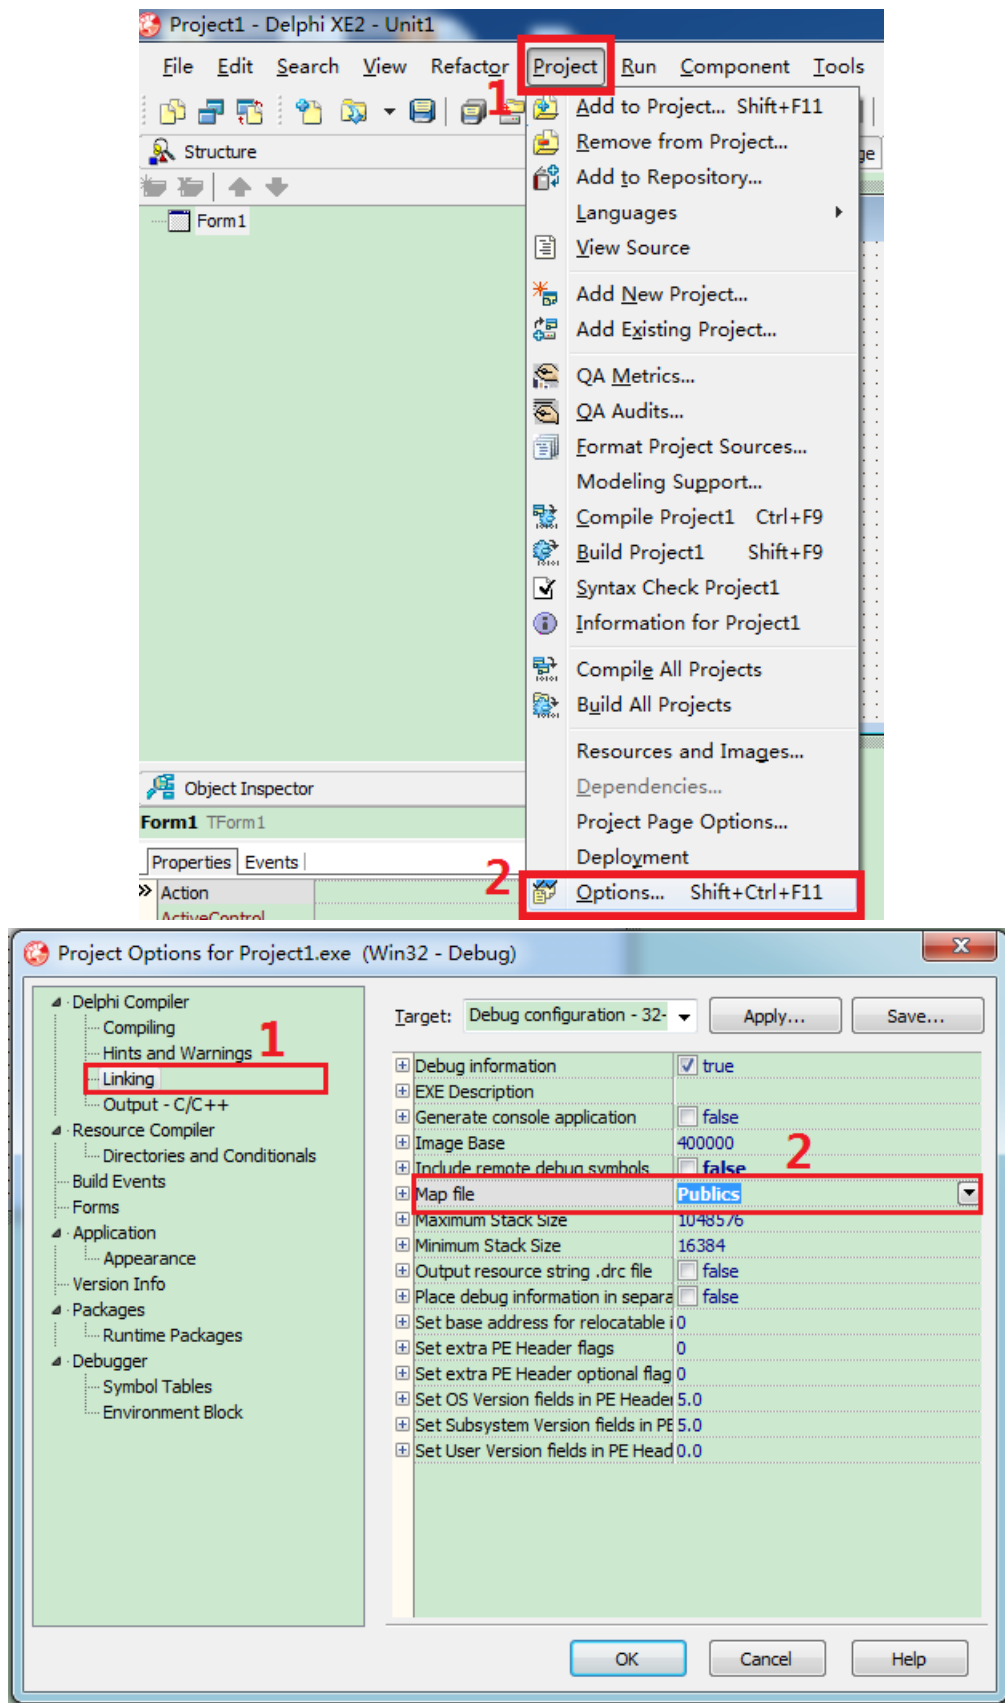 Project1 - Delphi XE2 - Unit1
File Edit Search View Refactor Project Run Component Tools
1
Structure
Form1
Add to Project... Shift+F11
Remove from Project...
Add to Repository...
Languages
View Source
Add New Project...
Add Existing Project...
QA Metrics...
QA Audits...
Format Project Sources...
Modeling Support...
Compile Project1 Ctrl+F9
Build Project1 Shift+F9
Syntax Check Project1
Information for Project1
Compile All Projects
Build All Projects
Resources and Images...
Dependencies...
Project Page Options...
Deployment
2
Options... Shift+Ctrl+F11
ge
Object Inspector
Form1 TForm1
Properties Events
Action
ActiveControl
Project Options for Project1.exe (Win32 - Debug)
Delphi Compiler
Compiling
Hints and Warnings
1
Linking
Output - C/C++
Resource Compiler
Directories and Conditionals
Build Events
Forms
Application
Appearance
Version Info
Packages
Runtime Packages
Debugger
Symbol Tables
Environment Block
Target: Debug configuration - 32- Apply... Save...
Debug information true
EXE Description
Generate console application false
Image Base 400000
2
Include remote debug symbols false
Map file Publics
Maximum Stack Size 1048576
Minimum Stack Size 16384
Output resource string .drc file false
Place debug information in separa false
Set base address for relocatable i 0
Set extra PE Header flags 0
Set extra PE Header optional flag 0
Set OS Version fields in PE Header 5.0
Set Subsystem Version fields in PE 5.0
Set User Version fields in PE Head 0.0
OK Cancel Help